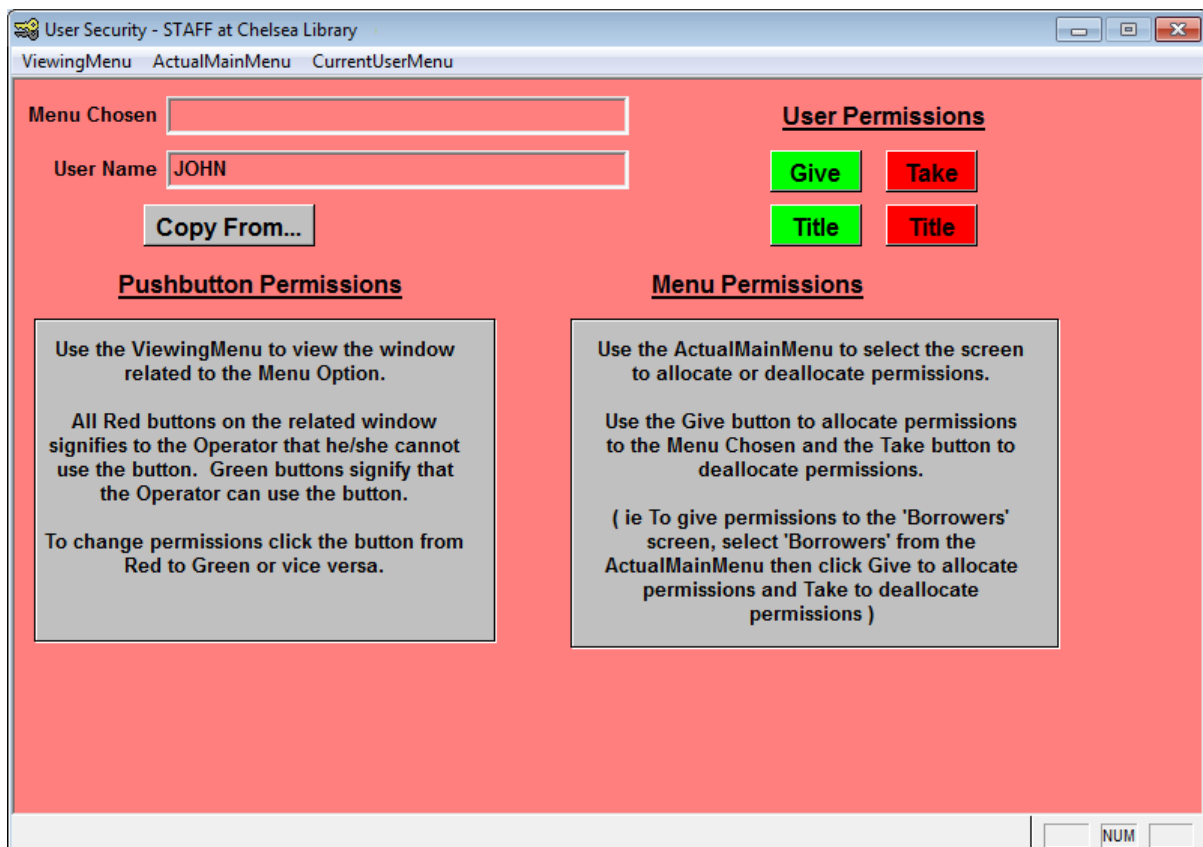 User Security - STAFF at Chelsea Library
ViewingMenu ActualMainMenu CurrentUserMenu
Menu Chosen
User Permissions
User Name JOHN
Give Take
Copy From...
Title Title
Pushbutton Permissions
Use the ViewingMenu to view the window
related to the Menu Option.
All Red buttons on the related window
signifies to the Operator that he/she cannot
use the button. Green buttons signify that
the Operator can use the button.
To change permissions click the button from
Red to Green or vice versa.
Menu Permissions
Use the ActualMainMenu to select the screen
to allocate or deallocate permissions.
Use the Give button to allocate permissions
to the Menu Chosen and the Take button to
deallocate permissions.
( ie To give permissions to the 'Borrowers'
screen, select 'Borrowers' from the
ActualMainMenu then click Give to allocate
permissions and Take to deallocate
permissions )
NUM